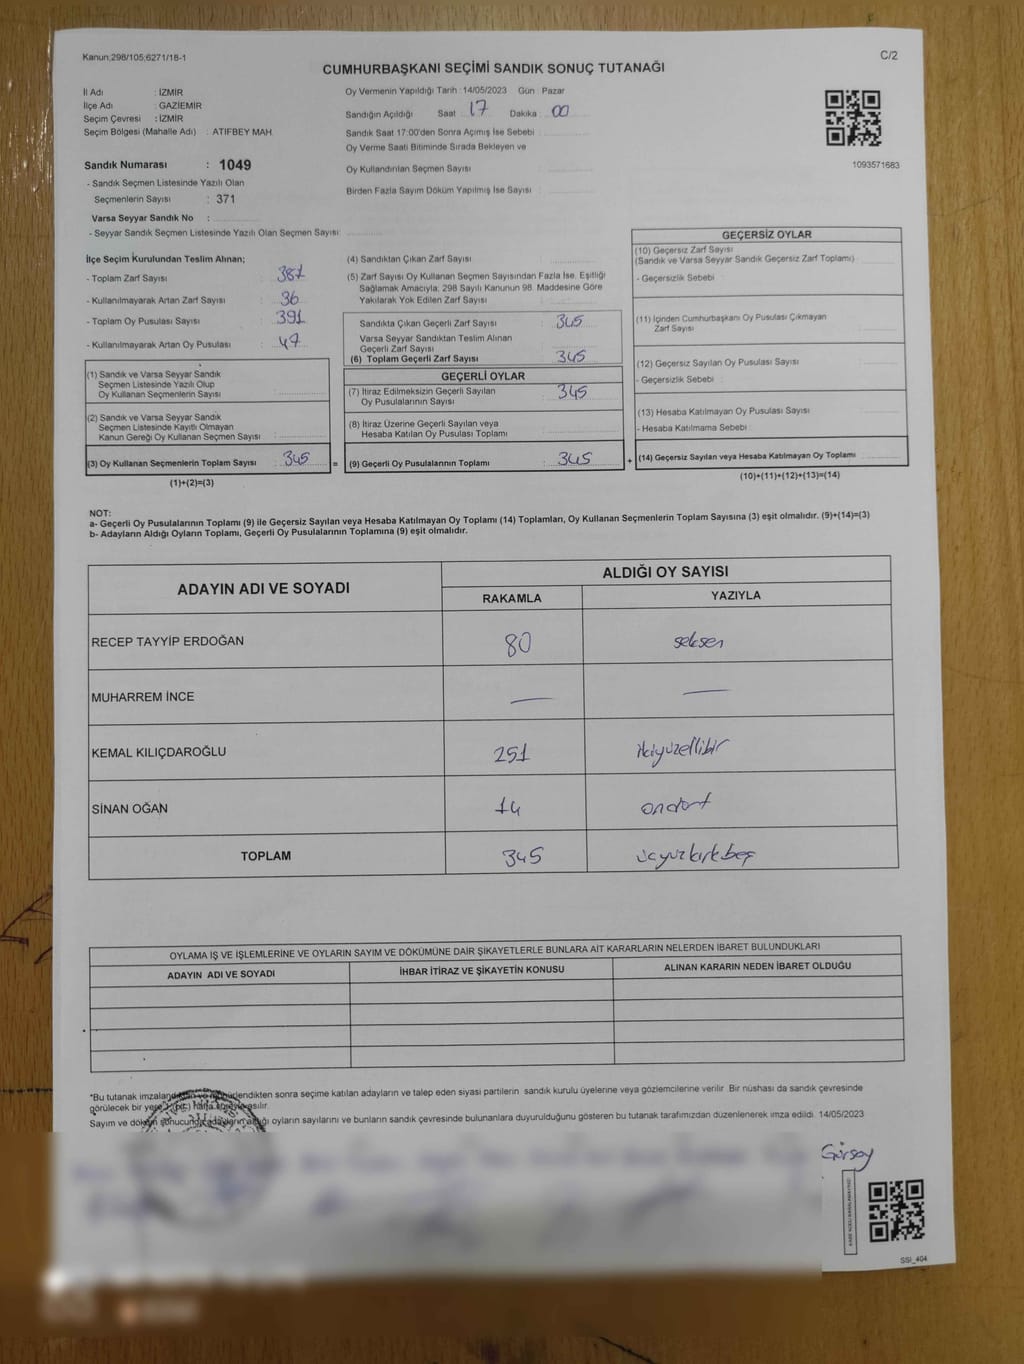 Kanun;298/105;6271/18-1
C/2
CUMHURBAŞKANI SEÇİMİ SANDIK SONUÇ TUTANAĞI
İl Adı : İZMİR
İlçe Adı : GAZİEMİR
Seçim Çevresi : İZMİR
Seçim Bölgesi (Mahalle Adı) : ATIFBEY MAH.
Sandık Numarası : 1049
- Sandık Seçmen Listesinde Yazılı Olan
Seçmenlerin Sayısı : 371
Varsa Seyyar Sandık No :
- Seyyar Sandık Seçmen Listesinde Yazılı Olan Seçmen Sayısı:
Oy Vermenin Yapıldığı Tarih : 14/05/2023 Gün : Pazar
Sandığın Açıldığı Saat : 17 Dakika : 00
Sandık Saat 17:00'den Sonra Açımış İse Sebebi :
Oy Verme Saati Bitiminde Sırada Bekleyen ve
Oy Kullandırılan Seçmen Sayısı :
Birden Fazla Sayım Döküm Yapılmış İse Sayısı :
1093571683
İlçe Seçim Kurulundan Teslim Alınan;
- Toplam Zarf Sayısı : 381
- Kullanılmayarak Artan Zarf Sayısı : 36
- Toplam Oy Pusulası Sayısı : 391
- Kullanılmayarak Artan Oy Pusulası : 47
(1) Sandık ve Varsa Seyyar Sandık
Seçmen Listesinde Yazılı Olup
Oy Kullanan Seçmenlerin Sayısı :
(2) Sandık ve Varsa Seyyar Sandık
Seçmen Listesinde Kayıtlı Olmayan
Kanun Gereği Oy Kullanan Seçmen Sayısı :
(3) Oy Kullanan Seçmenlerin Toplam Sayısı : 345
(1)+(2)=(3)
(4) Sandıktan Çıkan Zarf Sayısı :
(5) Zarf Sayısı Oy Kullanan Seçmen Sayısından Fazla İse, Eşitliği
Sağlamak Amacıyla; 298 Sayılı Kanunun 98. Maddesine Göre
Yakılarak Yok Edilen Zarf Sayısı :
Sandıkta Çıkan Geçerli Zarf Sayısı : 345
Varsa Seyyar Sandıktan Teslim Alınan
Geçerli Zarf Sayısı :
(6) Toplam Geçerli Zarf Sayısı : 345
GEÇERLİ OYLAR
(7) İtiraz Edilmeksizin Geçerli Sayılan
Oy Pusulalarının Sayısı : 345
(8) İtiraz Üzerine Geçerli Sayılan veya
Hesaba Katılan Oy Pusulası Toplamı :
= (9) Geçerli Oy Pusulalarının Toplamı : 345
GEÇERSİZ OYLAR
(10) Geçersiz Zarf Sayısı
(Sandık ve Varsa Seyyar Sandık Geçersiz Zarf Toplamı) :
- Geçersizlik Sebebi :
(11) İçinden Cumhurbaşkanı Oy Pusulası Çıkmayan
Zarf Sayısı :
(12) Geçersiz Sayılan Oy Pusulası Sayısı :
- Geçersizlik Sebebi :
(13) Hesaba Katılmayan Oy Pusulası Sayısı :
- Hesaba Katılmama Sebebi :
+ (14) Geçersiz Sayılan veya Hesaba Katılmayan Oy Toplamı :
(10)+(11)+(12)+(13)=(14)
NOT:
a- Geçerli Oy Pusulalarının Toplamı (9) ile Geçersiz Sayılan veya Hesaba Katılmayan Oy Toplamı (14) Toplamları, Oy Kullanan Seçmenlerin Toplam Sayısına (3) eşit olmalıdır. (9)+(14)=(3)
b- Adayların Aldığı Oyların Toplamı, Geçerli Oy Pusulalarının Toplamına (9) eşit olmalıdır.
ADAYIN ADI VE SOYADI
ALDIĞI OY SAYISI
RAKAMLA YAZIYLA
RECEP TAYYİP ERDOĞAN 80 seksen
MUHARREM İNCE — —
KEMAL KILIÇDAROĞLU 251 ikiyüzellibir
SİNAN OĞAN 14 ondört
TOPLAM 345 üçyüzkırkbeş
OYLAMA İŞ VE İŞLEMLERİNE VE OYLARIN SAYIM VE DÖKÜMÜNE DAİR ŞİKAYETLERLE BUNLARA AİT KARARLARIN NELERDEN İBARET BULUNDUKLARI
ADAYIN ADI VE SOYADI İHBAR İTİRAZ VE ŞİKAYETİN KONUSU ALINAN KARARIN NEDEN İBARET OLDUĞU
*Bu tutanak imzalandıktan ve mühürlendikten sonra seçime katılan adayların ve talep eden siyasi partilerin sandık kurulu üyelerine veya gözlemcilerine verilir. Bir nüshası da sandık çevresinde
görülecek bir yere 1 (bir) hafta süreyle asılır.
Sayım ve döküm sonucunda adayların aldığı oyların sayılarını ve bunların sandık çevresinde bulunanlara duyurulduğunu gösteren bu tutanak tarafımızdan düzenlenerek imza edildi. 14/05/2023
Gürsoy
SSİ_404